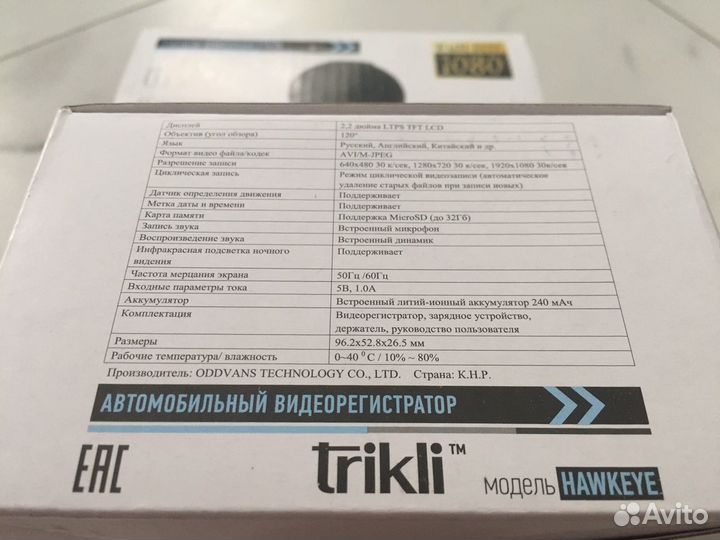 1080
Дисплей 2,2 дюйма LTPS TFT LCD
Объектив (угол обзора) 120°
Язык Русский, Английский, Китайский и др.
Формат видео файла/кодек AVI/M-JPEG
Разрешение записи 640x480 30 к/сек, 1280x720 30 к/сек, 1920x1080 30к/сек
Циклическая запись Режим циклической видеозаписи (автоматическое
удаление старых файлов при записи новых)
Датчик определения движения Поддерживает
Метка даты и времени Поддерживает
Карта памяти Поддержка MicroSD (до 32Гб)
Запись звука Встроенный микрофон
Воспроизведение звука Встроенный динамик
Инфракрасная подсветка ночного Поддерживает
видения
Частота мерцания экрана 50Гц /60Гц
Входные параметры тока 5В, 1.0А
Аккумулятор Встроенный литий-ионный аккумулятор 240 мАч
Комплектация Видеорегистратор, зарядное устройство,
держатель, руководство пользователя
Размеры 96.2x52.8x26.5 мм
Рабочие температура/ влажность 0~40 ⁰C / 10% ~ 80%
Производитель: ODDVANS TECHNOLOGY CO., LTD. Страна: К.Н.Р.
АВТОМОБИЛЬНЫЙ ВИДЕОРЕГИСТРАТОР
EAC
trikli™
модель HAWKEYE
Avito